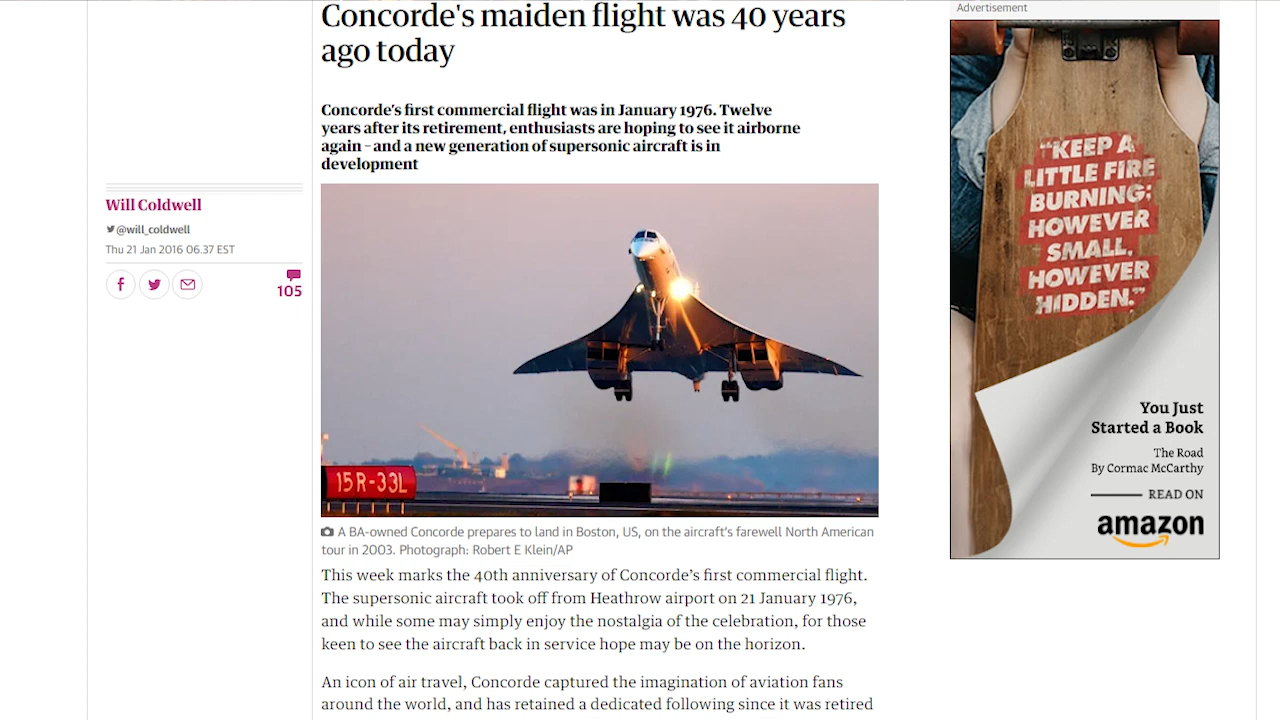 Concorde's maiden flight was 40 years
ago today
Concorde's first commercial flight was in January 1976. Twelve
years after its retirement, enthusiasts are hoping to see it airborne
again – and a new generation of supersonic aircraft is in
development
Will Coldwell
@will_coldwell
Thu 21 Jan 2016 06.37 EST
105
15R-33L
A BA-owned Concorde prepares to land in Boston, US, on the aircraft's farewell North American
tour in 2003. Photograph: Robert E Klein/AP
This week marks the 40th anniversary of Concorde’s first commercial flight.
The supersonic aircraft took off from Heathrow airport on 21 January 1976,
and while some may simply enjoy the nostalgia of the celebration, for those
keen to see the aircraft back in service hope may be on the horizon.
An icon of air travel, Concorde captured the imagination of aviation fans
around the world, and has retained a dedicated following since it was retired
Advertisement
“KEEP A
LITTLE FIRE
BURNING;
HOWEVER
SMALL,
HOWEVER
HIDDEN.”
You Just
Started a Book
The Road
By Cormac McCarthy
READ ON
amazon